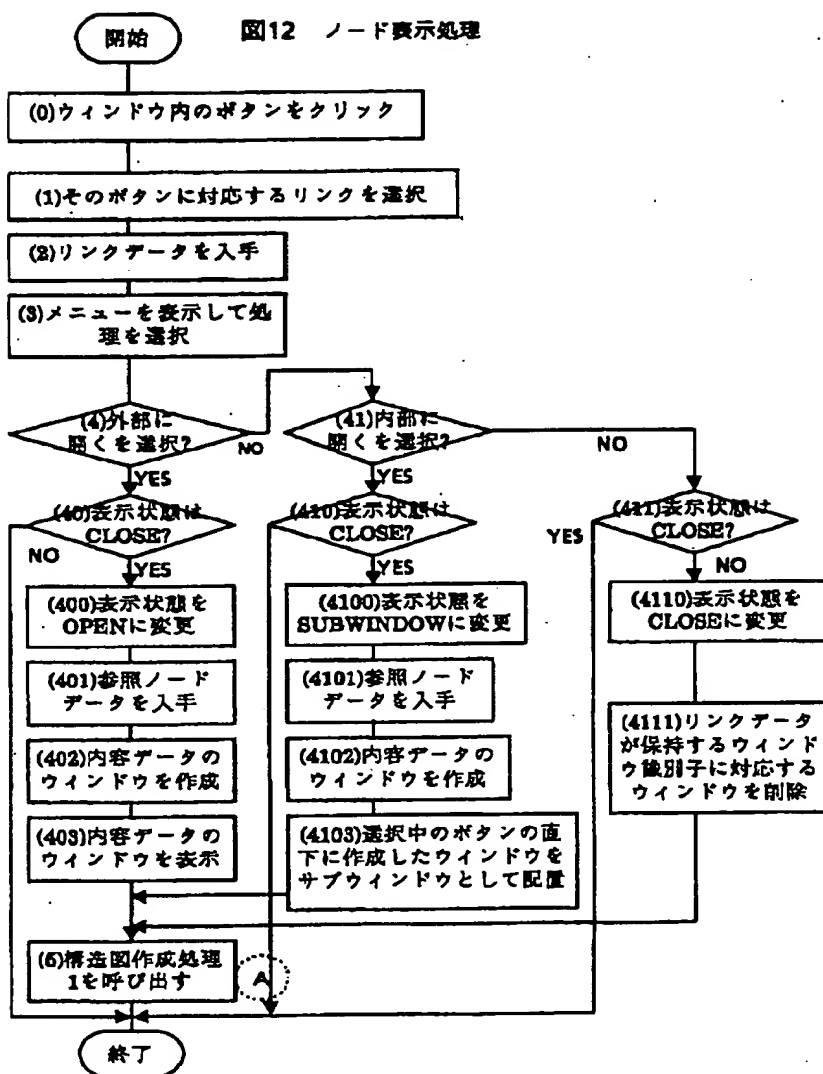 図12 ノード表示処理
開始
(0)ウィンドウ内のボタンをクリック
(1)そのボタンに対応するリンクを選択
(2)リンクデータを入手
(3)メニューを表示して処
理を選択
(4)外部に
開くを選択?
NO
YES
(41)内部に
開くを選択?
NO
YES
(40)表示状態は
CLOSE?
NO
YES
(410)表示状態は
CLOSE?
YES
(411)表示状態は
CLOSE?
YES
NO
(400)表示状態を
OPENに変更
(401)参照ノード
データを入手
(402)内容データの
ウィンドウを作成
(403)内容データの
ウィンドウを表示
(4100)表示状態を
SUBWINDOWに変更
(4101)参照ノード
データを入手
(4102)内容データの
ウィンドウを作成
(4103)選択中のボタンの直
下に作成したウィンドウを
サブウィンドウとして配置
(4110)表示状態を
CLOSEに変更
(4111)リンクデータ
が保持するウィンド
ウ識別子に対応する
ウィンドウを削除
(5)構造図作成処理
1を呼び出す
A
終了